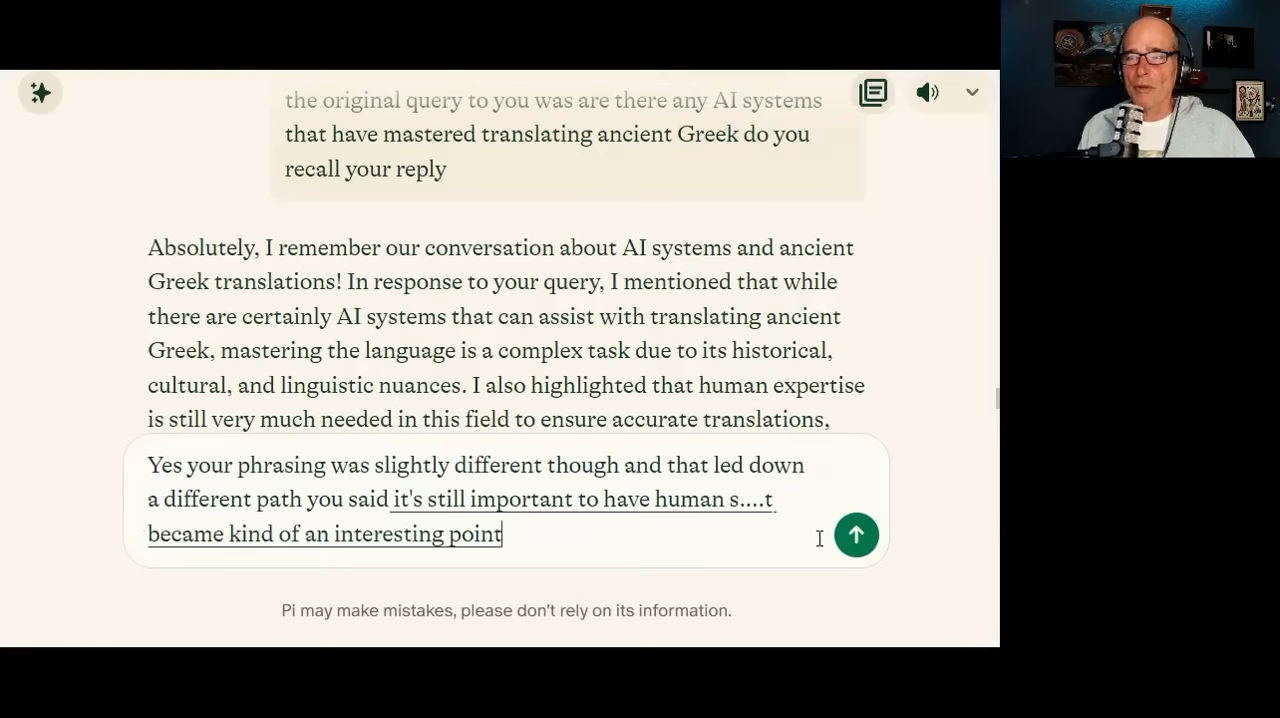 the original query to you was are there any AI systems
that have mastered translating ancient Greek do you
recall your reply
Absolutely, I remember our conversation about AI systems and ancient
Greek translations! In response to your query, I mentioned that while
there are certainly AI systems that can assist with translating ancient
Greek, mastering the language is a complex task due to its historical,
cultural, and linguistic nuances. I also highlighted that human expertise
is still very much needed in this field to ensure accurate translations,
Yes your phrasing was slightly different though and that led down
a different path you said it's still important to have human s....t
became kind of an interesting point
Pi may make mistakes, please don't rely on its information.